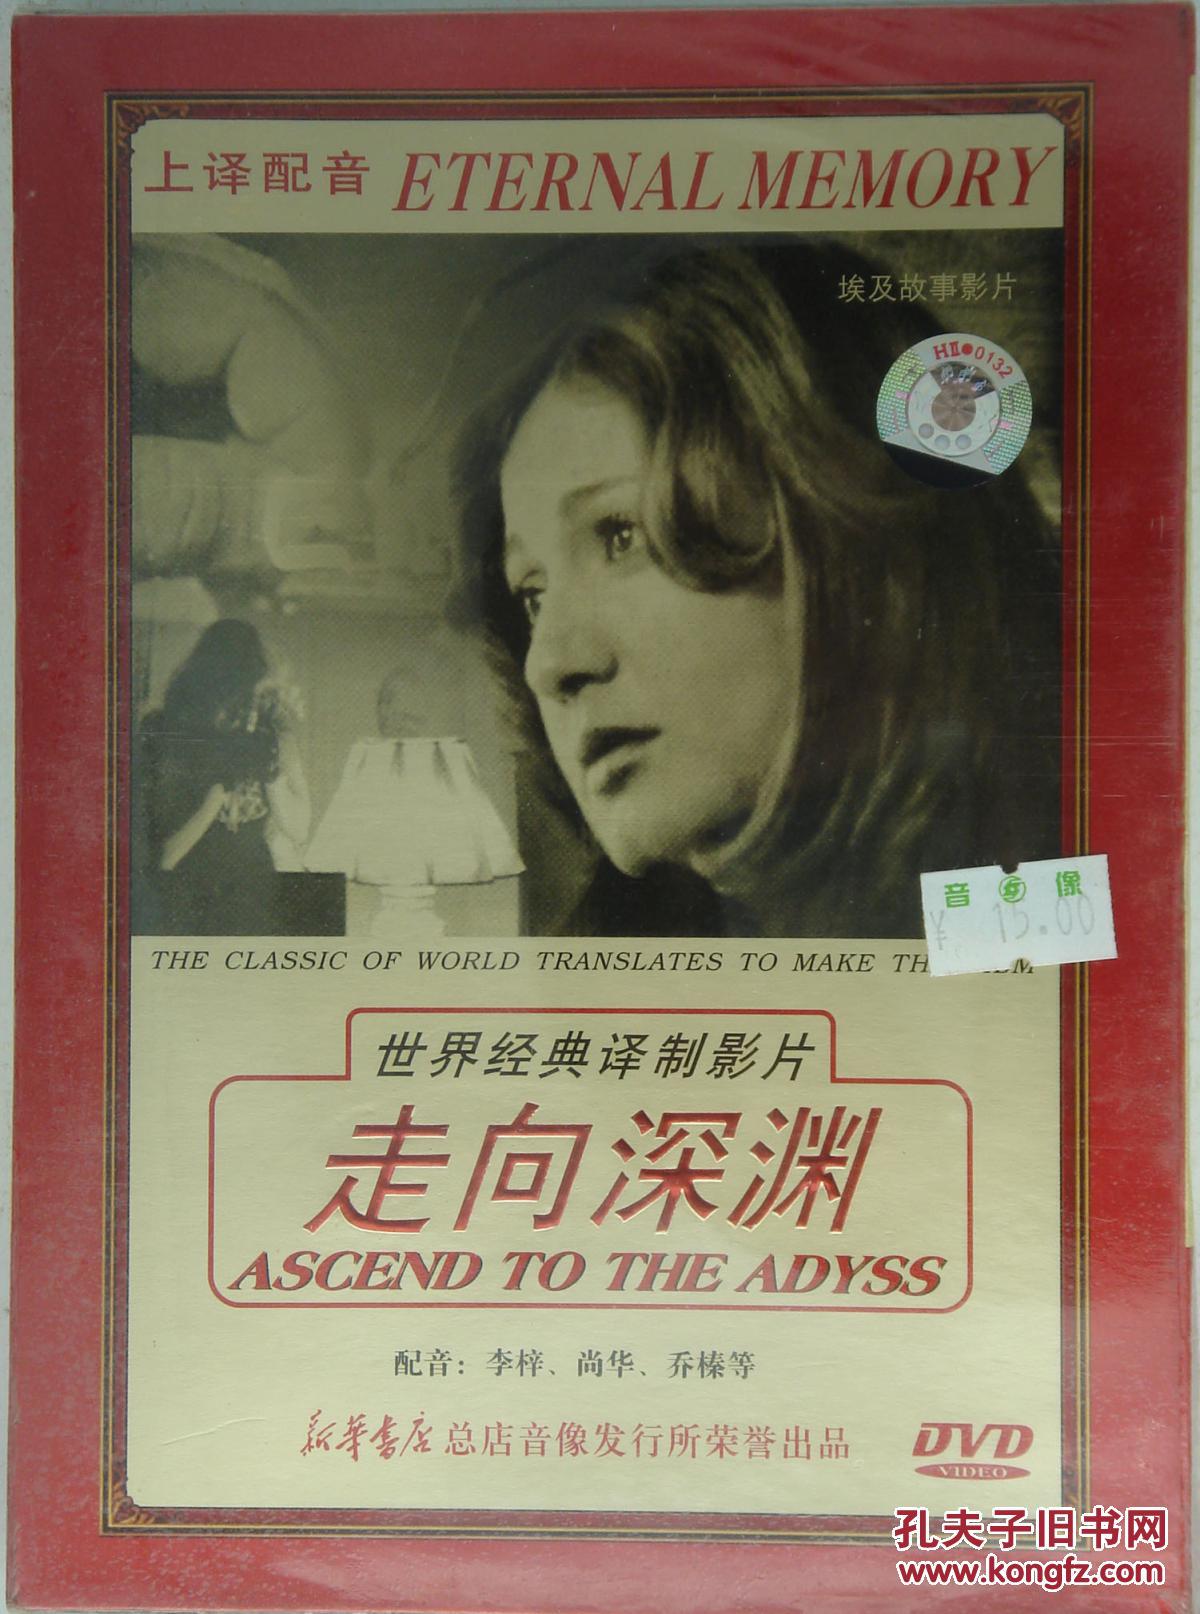 上译配音 ETERNAL MEMORY
埃及故事影片
HⅡ●0132
音 像
¥ 15.00
THE CLASSIC OF WORLD TRANSLATES TO MAKE
世界经典译制影片
走向深渊
ASCEND TO THE ADYSS
配音：李梓、尚华、乔榛等
新華書店总店音像发行所荣誉出品
DVD
VIDEO
孔夫子旧书网
www.kongfz.com